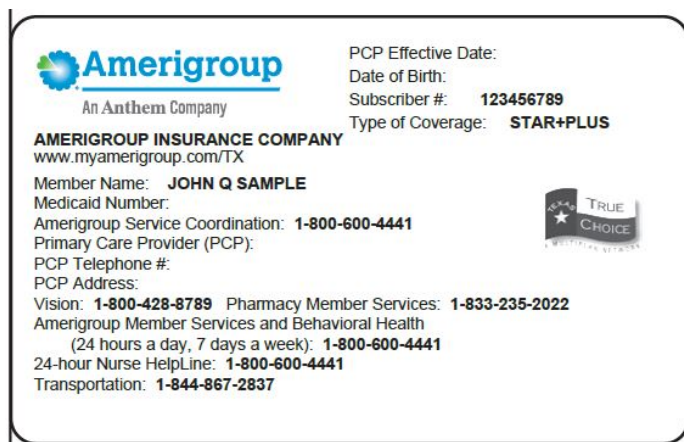 Amerigroup
An Anthem Company
PCP Effective Date:
Date of Birth:
Subscriber #: 123456789
Type of Coverage: STAR+PLUS
AMERIGROUP INSURANCE COMPANY
www.myamerigroup.com/TX
Member Name: JOHN Q SAMPLE
Medicaid Number:
Amerigroup Service Coordination: 1-800-600-4441
Primary Care Provider (PCP):
PCP Telephone #:
PCP Address:
Vision: 1-800-428-8789 Pharmacy Member Services: 1-833-235-2022
Amerigroup Member Services and Behavioral Health
(24 hours a day, 7 days a week): 1-800-600-4441
24-hour Nurse HelpLine: 1-800-600-4441
Transportation: 1-844-867-2837
TEXAS
TRUE
CHOICE
A MULTIPLAN NETWORK